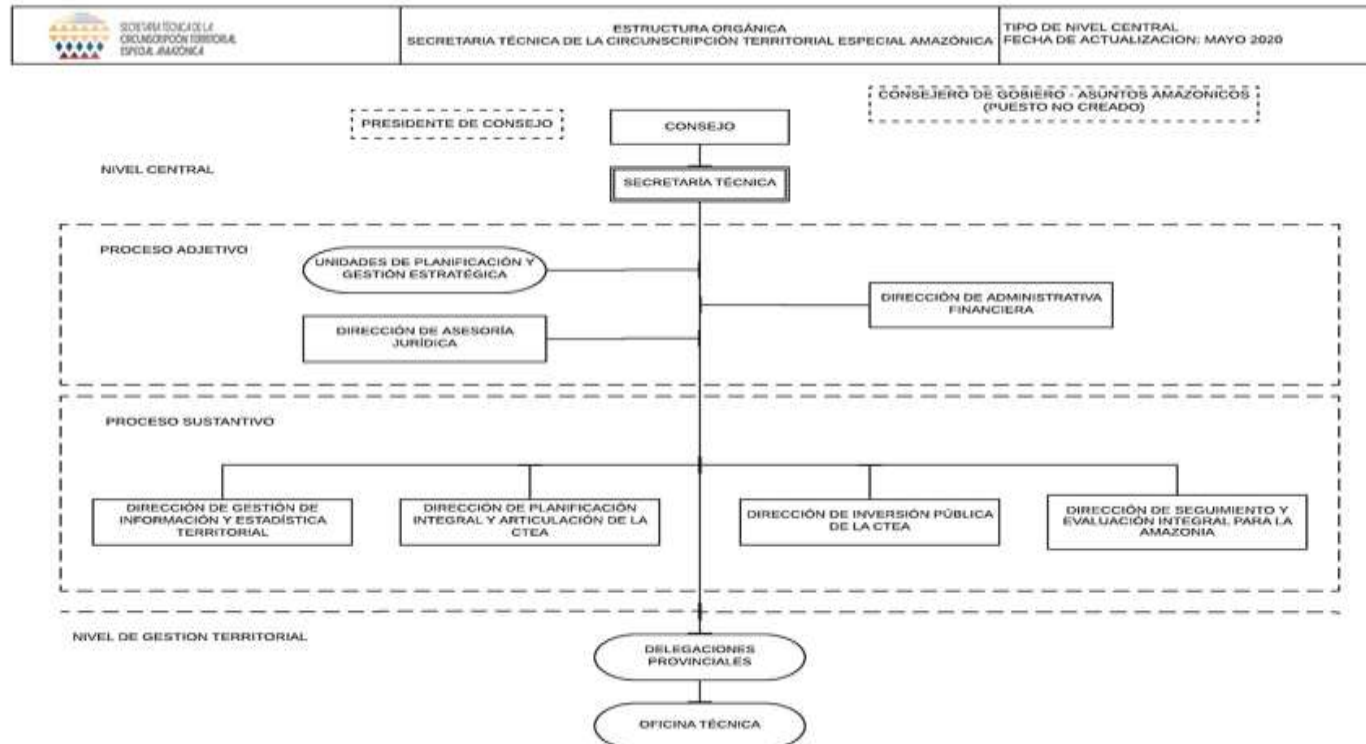 SECRETARÍA TÉCNICA DE LA
CIRCUNSCRIPCIÓN TERRITORIAL
ESPECIAL AMAZÓNICA
ESTRUCTURA ORGÁNICA
SECRETARIA TÉCNICA DE LA CIRCUNSCRIPCIÓN TERRITORIAL ESPECIAL AMAZÓNICA
TIPO DE NIVEL CENTRAL
FECHA DE ACTUALIZACION: MAYO 2020
CONSEJERO DE GOBIERO - ASUNTOS AMAZONICOS
(PUESTO NO CREADO)
PRESIDENTE DE CONSEJO
CONSEJO
NIVEL CENTRAL
SECRETARÍA TÉCNICA
PROCESO ADJETIVO
UNIDADES DE PLANIFICACIÓN Y
GESTIÓN ESTRATÉGICA
DIRECCIÓN DE ADMINISTRATIVA
FINANCIERA
DIRECCIÓN DE ASESORÍA
JURÍDICA
PROCESO SUSTANTIVO
DIRECCIÓN DE GESTIÓN DE
INFORMACIÓN Y ESTADÍSTICA
TERRITORIAL
DIRECCIÓN DE PLANIFICACIÓN
INTEGRAL Y ARTICULACIÓN DE LA
CTEA
DIRECCIÓN DE INVERSIÓN PÚBLICA
DE LA CTEA
DIRECCIÓN DE SEGUIMIENTO Y
EVALUACIÓN INTEGRAL PARA LA
AMAZONIA
NIVEL DE GESTION TERRITORIAL
DELEGACIONES
PROVINCIALES
OFICINA TÉCNICA